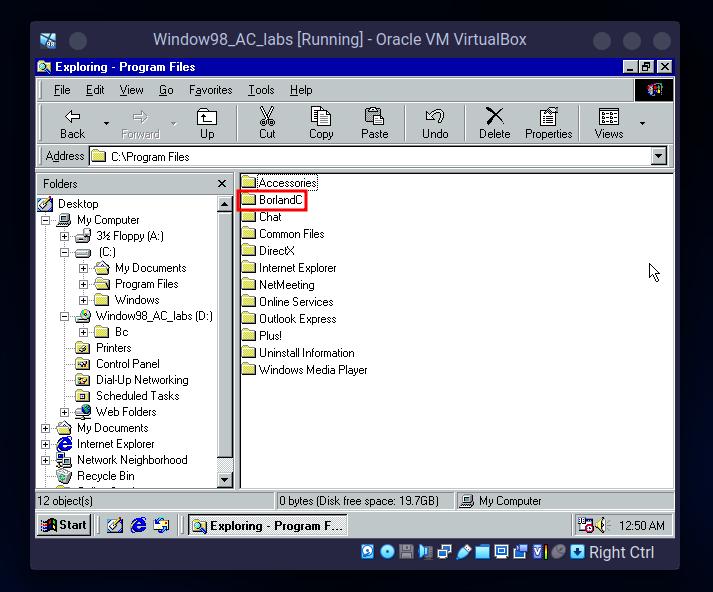 Window98_AC_labs [Running] - Oracle VM VirtualBox
Exploring - Program Files
File Edit View Go Favorites Tools Help
Back Forward Up Cut Copy Paste Undo Delete Properties Views
Address C:\Program Files
Folders
Desktop
My Computer
3½ Floppy (A:)
(C:)
My Documents
Program Files
Windows
Window98_AC_labs (D:)
Bc
Printers
Control Panel
Dial-Up Networking
Scheduled Tasks
Web Folders
My Documents
Internet Explorer
Network Neighborhood
Recycle Bin
Accessories
BorlandC
Chat
Common Files
DirectX
Internet Explorer
NetMeeting
Online Services
Outlook Express
Plus!
Uninstall Information
Windows Media Player
12 object(s) 0 bytes (Disk free space: 19.7GB) My Computer
Start Exploring - Program F... 12:50 AM
Right Ctrl